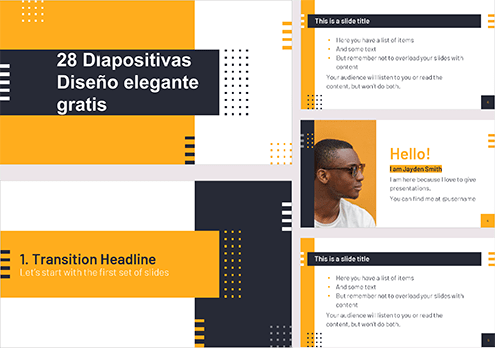 28 Diapositivas
Diseño elegante
gratis
1. Transition Headline
Let's start with the first set of slides
This is a slide title
Here you have a list of items
And some text
But remember not to overload your slides with
content
Your audience will listen to you or read the
content, but won't do both.
Hello!
I am Jayden Smith
I am here because I love to give
presentations.
You can find me at @username
This is a slide title
Here you have a list of items
And some text
But remember not to overload your slides with
content
Your audience will listen to you or read the
content, but won't do both.